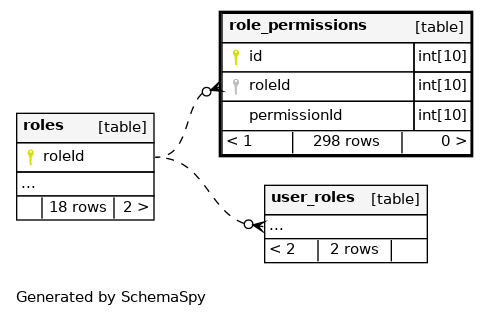 role_permissions [table]
id int[10]
roleId int[10]
permissionId int[10]
< 1 298 rows 0 >
roles [table]
roleId
...
18 rows 2 >
user_roles [table]
...
< 2 2 rows
Generated by SchemaSpy